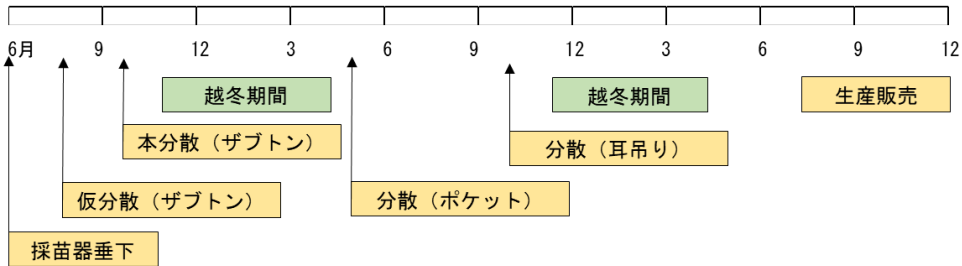 6月 9 12 3 6 9 12 3 6 9 12
越冬期間 越冬期間 生産販売
本分散（ザブトン） 分散（耳吊り）
仮分散（ザブトン） 分散（ポケット）
採苗器垂下